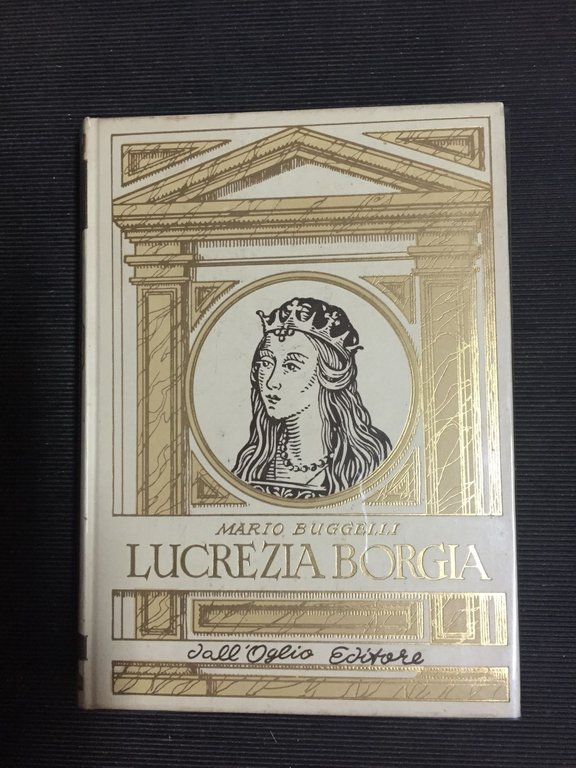 MARIO BUGGELLI
LUCREZIA BORGIA
dall'Oglio Editore